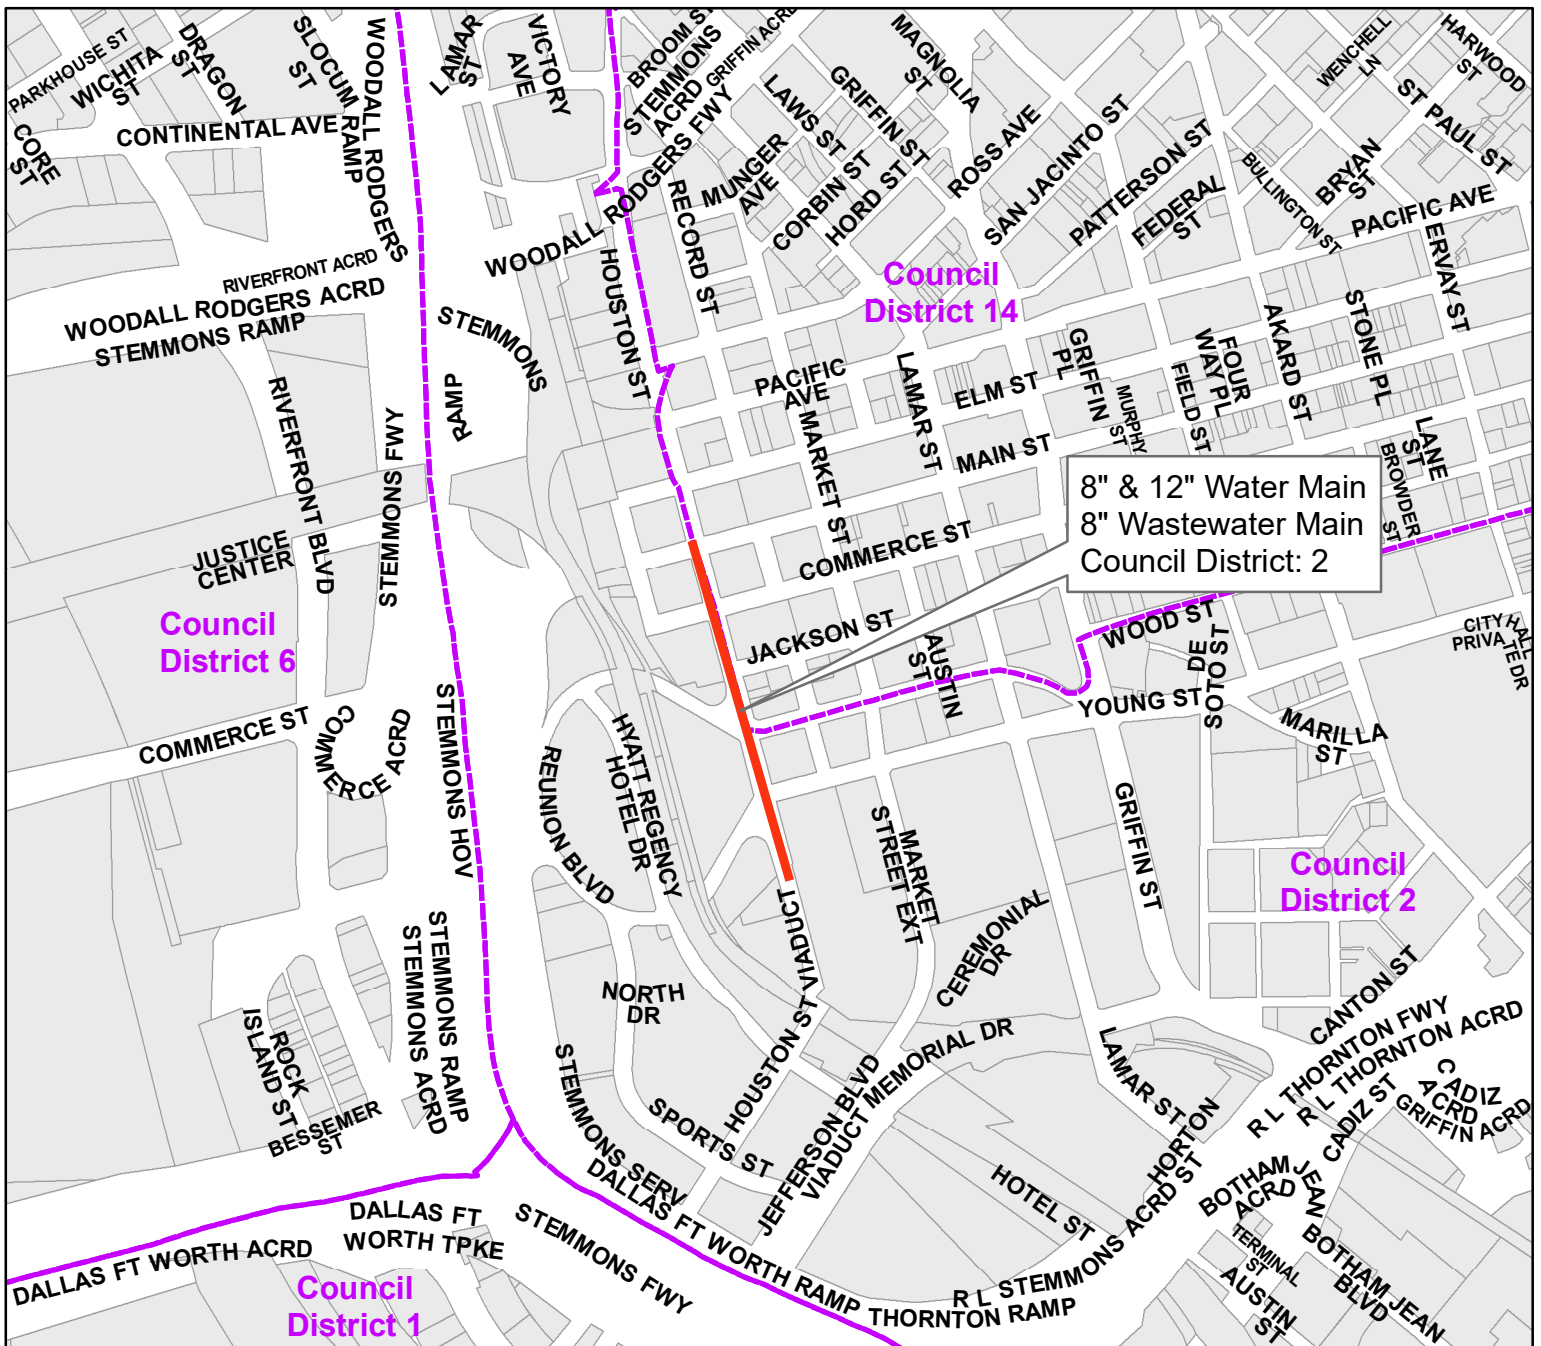 PARKHOUSE ST
WICHITA
ST
DRAGON
ST
SLOCUM
ST
RAMP
WOODALL RODGERS
LAMAR
ST
VICTORY
AVE
BROOM ST
S STEMMONS
ACRD
GRIFFIN ACRD
MAGNOLIA
ST
WENCHELL
LN
HARWOOD
ST
CORE
ST
CONTINENTAL AVE
WOODALL RODGERS FWY
LAWS ST
GRIFFIN ST
MUNGER
AVE
CORBIN ST
HORD ST
ROSS AVE
SAN JACINTO ST
PATTERSON ST
FEDERAL
ST
BULLINGTON ST
BRYAN
ST
ST PAUL ST
PACIFIC AVE
ERVAY ST
RIVERFRONT ACRD
WOODALL RODGERS ACRD
STEMMONS RAMP
STEMMONS
RAMP
HOUSTON ST
RECORD ST
Council
District 14
PACIFIC
AVE
LAMAR ST
ELM ST
MAIN ST
GRIFFIN
PL
ST
MURPHY
FIELD ST
FOUR
WAY PL
AKARD ST
STONE PL
LANE
ST
BROWDER
ST
RIVERFRONT BLVD
STEMMONS FWY
MARKET ST
COMMERCE ST
8" & 12" Water Main
8" Wastewater Main
Council District: 2
JUSTICE
CENTER
Council
District 6
JACKSON ST
AUSTIN
ST
WOOD ST
DE
SOTO ST
CITY HALL
PRIVATE DR
YOUNG ST
MARILLA
ST
COMMERCE ST
COMMERCE ACRD
STEMMONS HOV
REUNION BLVD
HYATT REGENCY
HOTEL DR
MARKET
STREET EXT
GRIFFIN ST
Council
District 2
HOUSTON ST VIADUCT
CEREMONIAL
DR
NORTH
DR
STEMMONS RAMP
STEMMONS ACRD
ROCK
ISLAND ST
BESSEMER
ST
STEMMONS SERV
SPORTS ST
JEFFERSON BLVD
VIADUCT MEMORIAL DR
LAMAR ST
HORTON
CANTON ST
R L THORNTON FWY
R L THORNTON ACRD
CADIZ ST
CADIZ
ACRD
GRIFFIN ACRD
HOTEL ST
BOTHAM JEAN
ACRD
BOTHAM JEAN
BLVD
TERMINAL
ST
AUSTIN
ST
DALLAS FT WORTH ACRD
DALLAS FT
WORTH TPKE
STEMMONS FWY
DALLAS FT WORTH RAMP
R L STEMMONS ACRD ST
THORNTON RAMP
Council
District 1